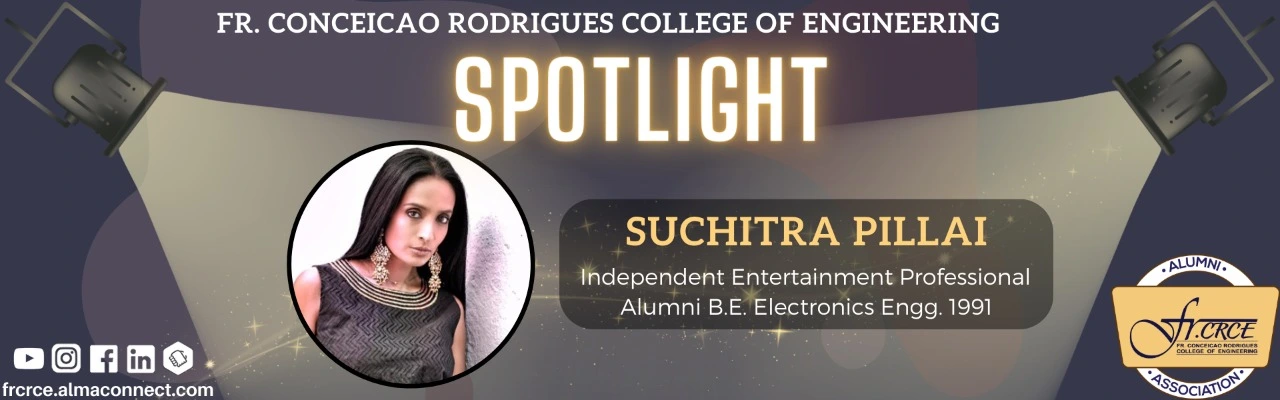 FR. CONCEICAO RODRIGUES COLLEGE OF ENGINEERING
SPOTLIGHT
SUCHITRA PILLAI
Independent Entertainment Professional
Alumni B.E. Electronics Engg. 1991
frcrce.almaconnect.com
• ALUMNI •
Fr. CRCE
FR. CONCEICAO RODRIGUES
COLLEGE OF ENGINEERING
• ASSOCIATION •